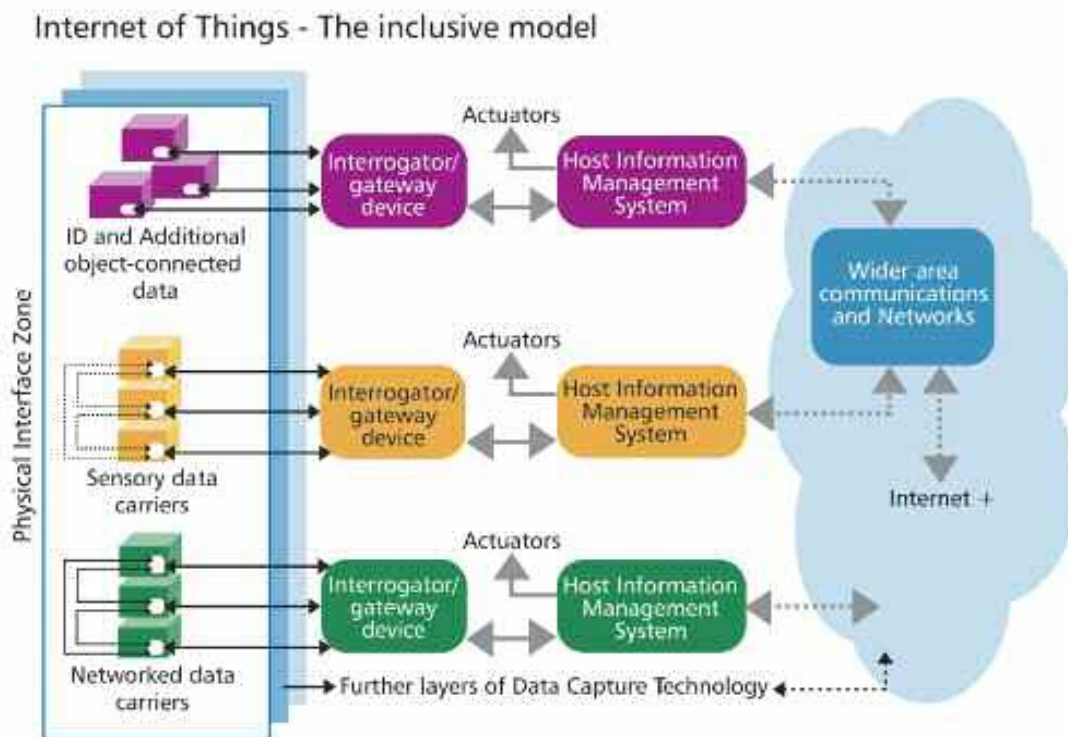 Internet of Things - The inclusive model
Physical Interface Zone
ID and Additional
object-connected
data
Interrogator/
gateway
device
Actuators
Host Information
Management
System
Wider area
communications
and Networks
Sensory data
carriers
Interrogator/
gateway
device
Actuators
Host Information
Management
System
Internet +
Networked data
carriers
Interrogator/
gateway
device
Actuators
Host Information
Management
System
Further layers of Data Capture Technology